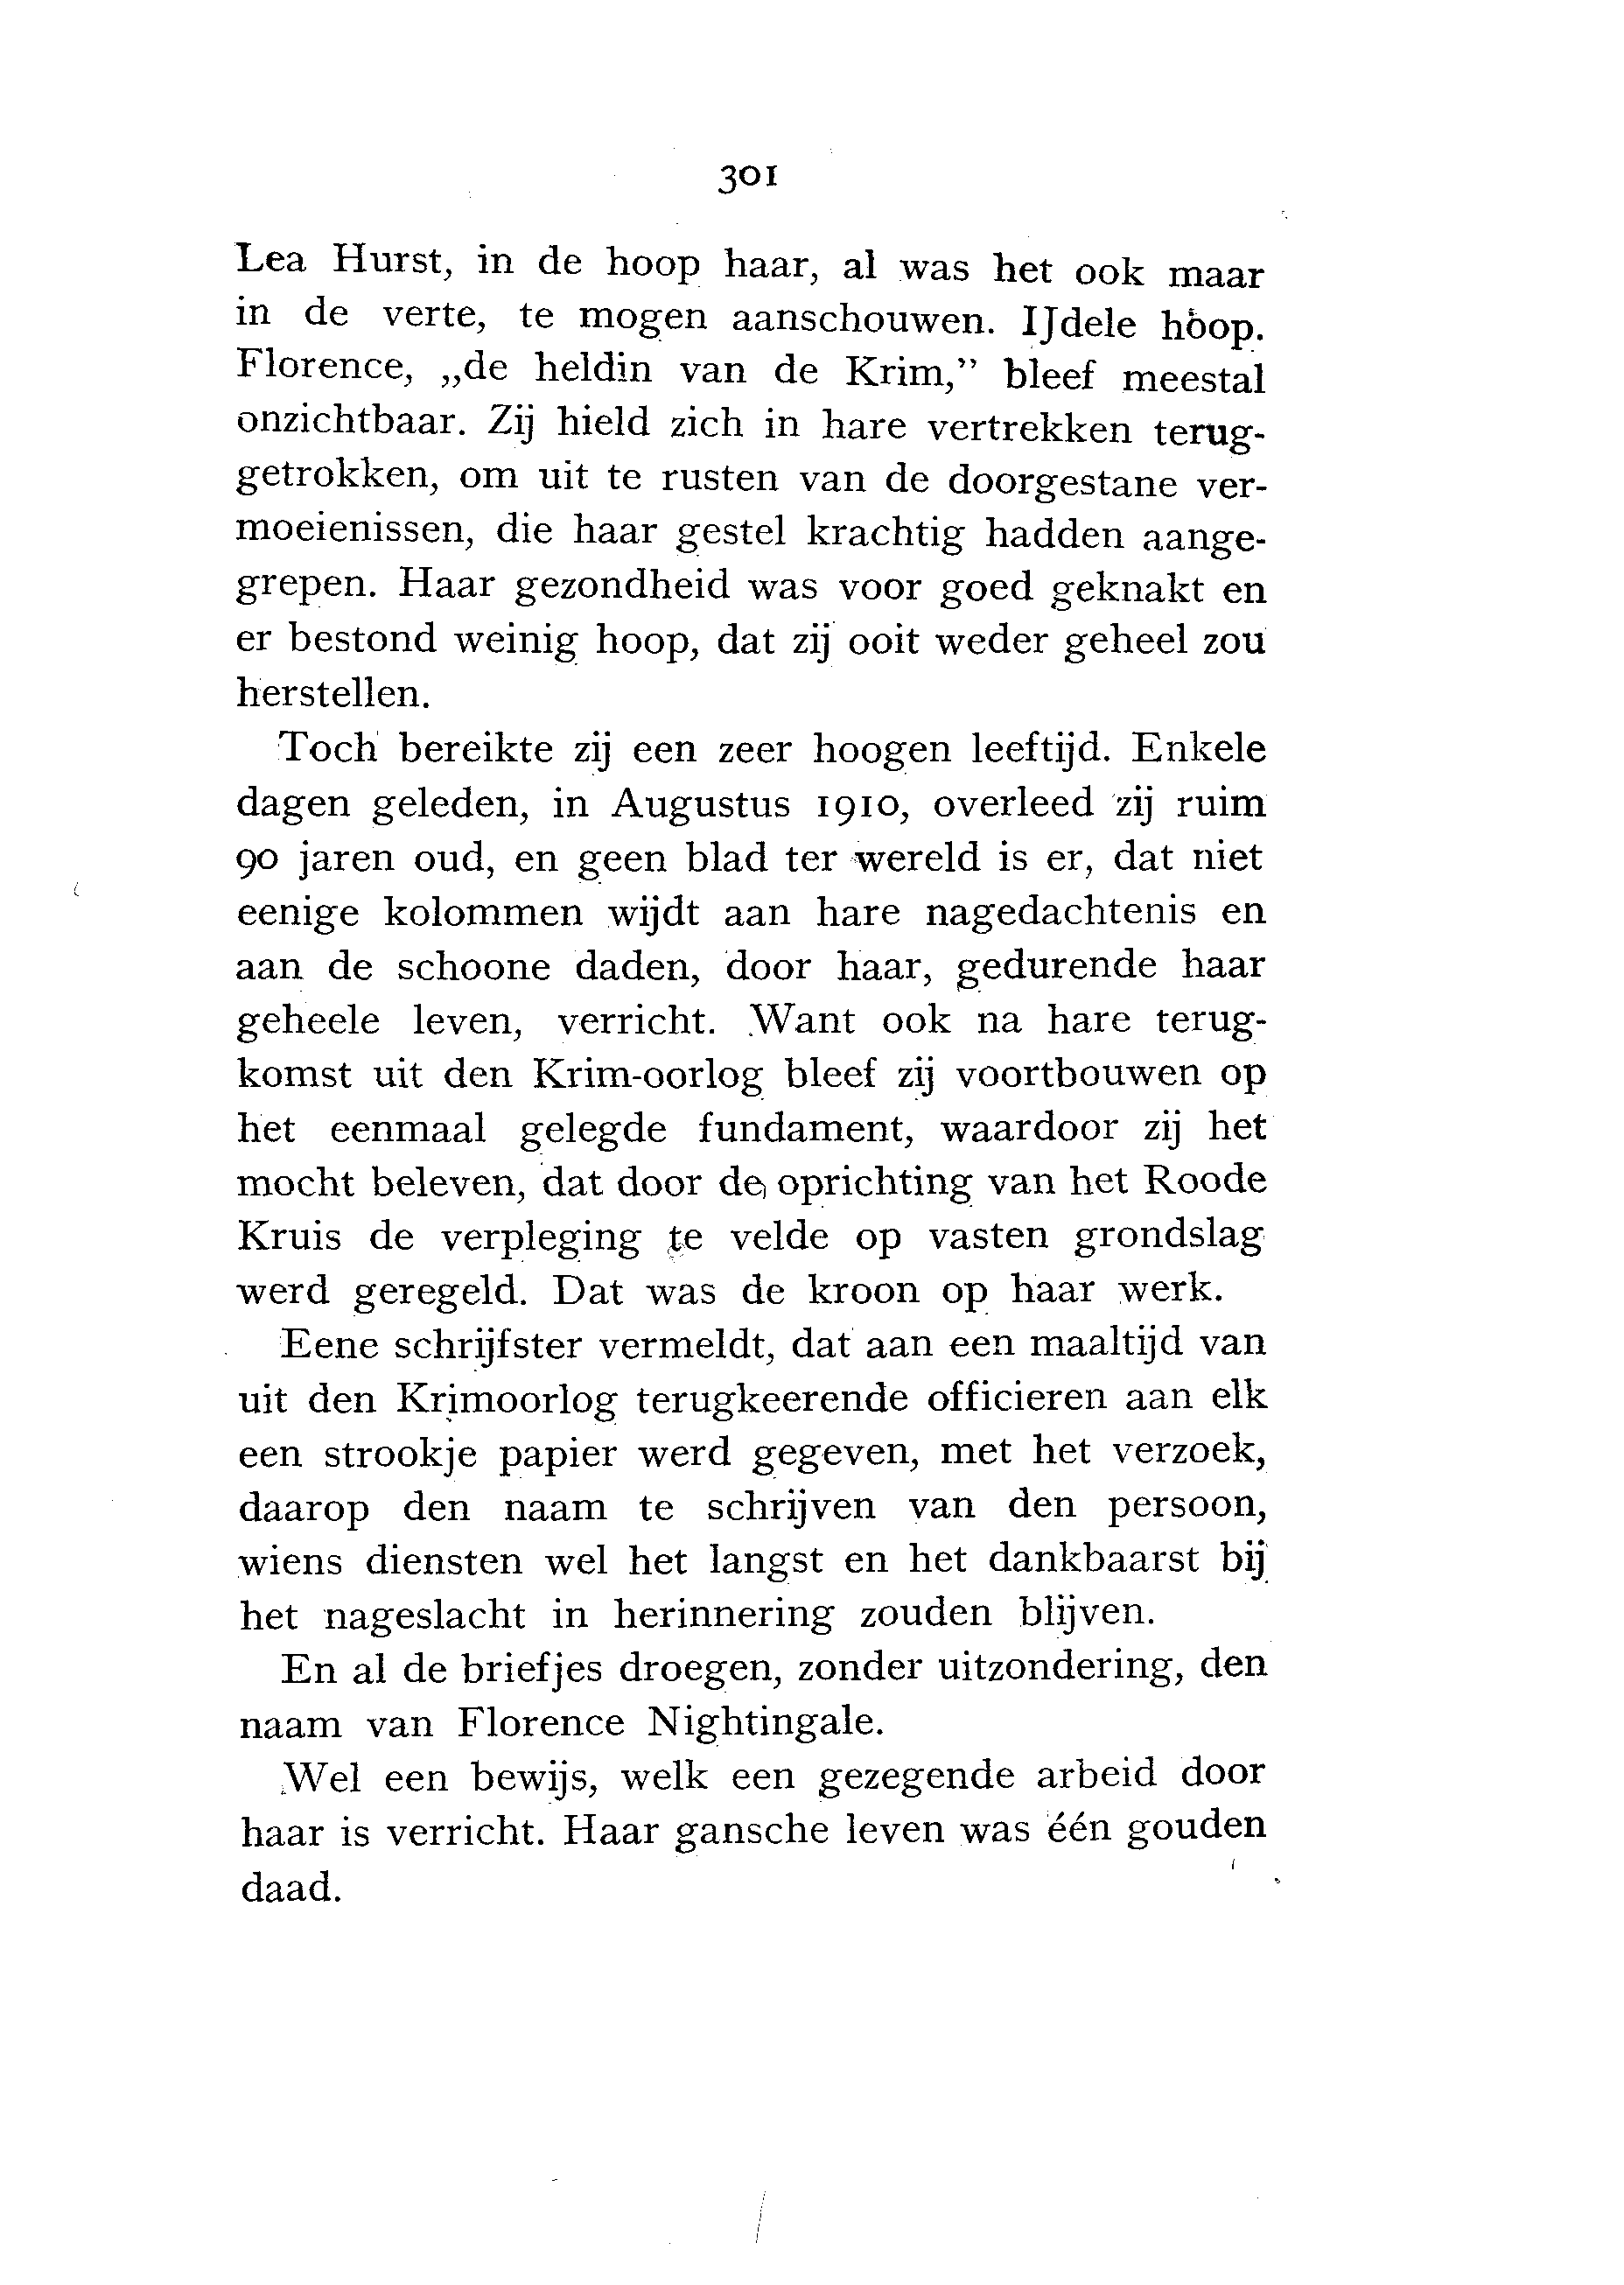 301
Lea Hurst, in de hoop haar, al was het ook maar
in de verte, te mogen aanschouwen. IJdele hoop.
Florence, „de heldin van de Krim,” bleef meestal
onzichtbaar. Zij hield zich in hare vertrekken terug-
getrokken, om uit te rusten van de doorgestane ver-
moeienissen, die haar gestel krachtig hadden aange-
grepen. Haar gezondheid was voor goed geknakt en
er bestond weinig hoop, dat zij ooit weder geheel zou
herstellen.
Toch bereikte zij een zeer hoogen leeftijd. Enkele
dagen geleden, in Augustus 1910, overleed zij ruim
90 jaren oud, en geen blad ter wereld is er, dat niet
eenige kolommen wijdt aan hare nagedachtenis en
aan de schoone daden, door haar, gedurende haar
geheele leven, verricht. Want ook na hare terug-
komst uit den Krim-oorlog bleef zij voortbouwen op
het eenmaal gelegde fundament, waardoor zij het
mocht beleven, dat door de oprichting van het Roode
Kruis de verpleging te velde op vasten grondslag
werd geregeld. Dat was de kroon op haar werk.
Eene schrijfster vermeldt, dat aan een maaltijd van
uit den Krimoorlog terugkeerende officieren aan elk
een strookje papier werd gegeven, met het verzoek,
daarop den naam te schrijven van den persoon,
wiens diensten wel het langst en het dankbaarst bij
het nageslacht in herinnering zouden blijven.
En al de briefjes droegen, zonder uitzondering, den
naam van Florence Nightingale.
Wel een bewijs, welk een gezegende arbeid door
haar is verricht. Haar gansche leven was één gouden
daad.